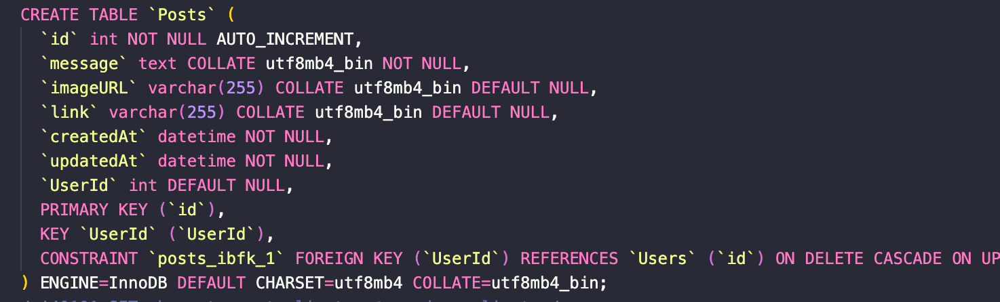 CREATE TABLE `Posts` (
`id` int NOT NULL AUTO_INCREMENT,
`message` text COLLATE utf8mb4_bin NOT NULL,
`imageURL` varchar(255) COLLATE utf8mb4_bin DEFAULT NULL,
`link` varchar(255) COLLATE utf8mb4_bin DEFAULT NULL,
`createdAt` datetime NOT NULL,
`updatedAt` datetime NOT NULL,
`UserId` int DEFAULT NULL,
PRIMARY KEY (`id`),
KEY `UserId` (`UserId`),
CONSTRAINT `posts_ibfk_1` FOREIGN KEY (`UserId`) REFERENCES `Users` (`id`) ON DELETE CASCADE ON UP
) ENGINE=InnoDB DEFAULT CHARSET=utf8mb4 COLLATE=utf8mb4_bin;